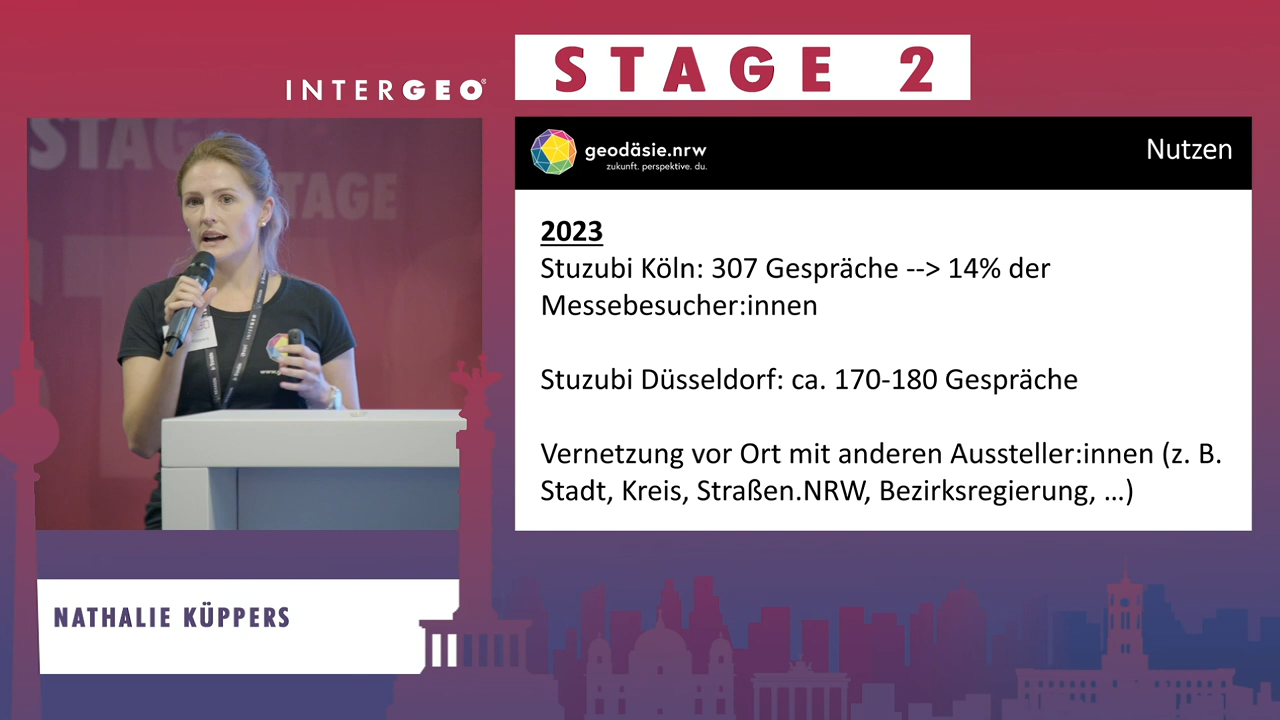 INTERGEO®
STAGE 2
STAGE
STAGE
geodäsie.nrw
zukunft. perspektive. du.
Nutzen
2023
Stuzubi Köln: 307 Gespräche --> 14% der
Messebesucher:innen
Stuzubi Düsseldorf: ca. 170-180 Gespräche
Vernetzung vor Ort mit anderen Aussteller:innen (z. B.
Stadt, Kreis, Straßen.NRW, Bezirksregierung, ...)
NATHALIE KÜPPERS